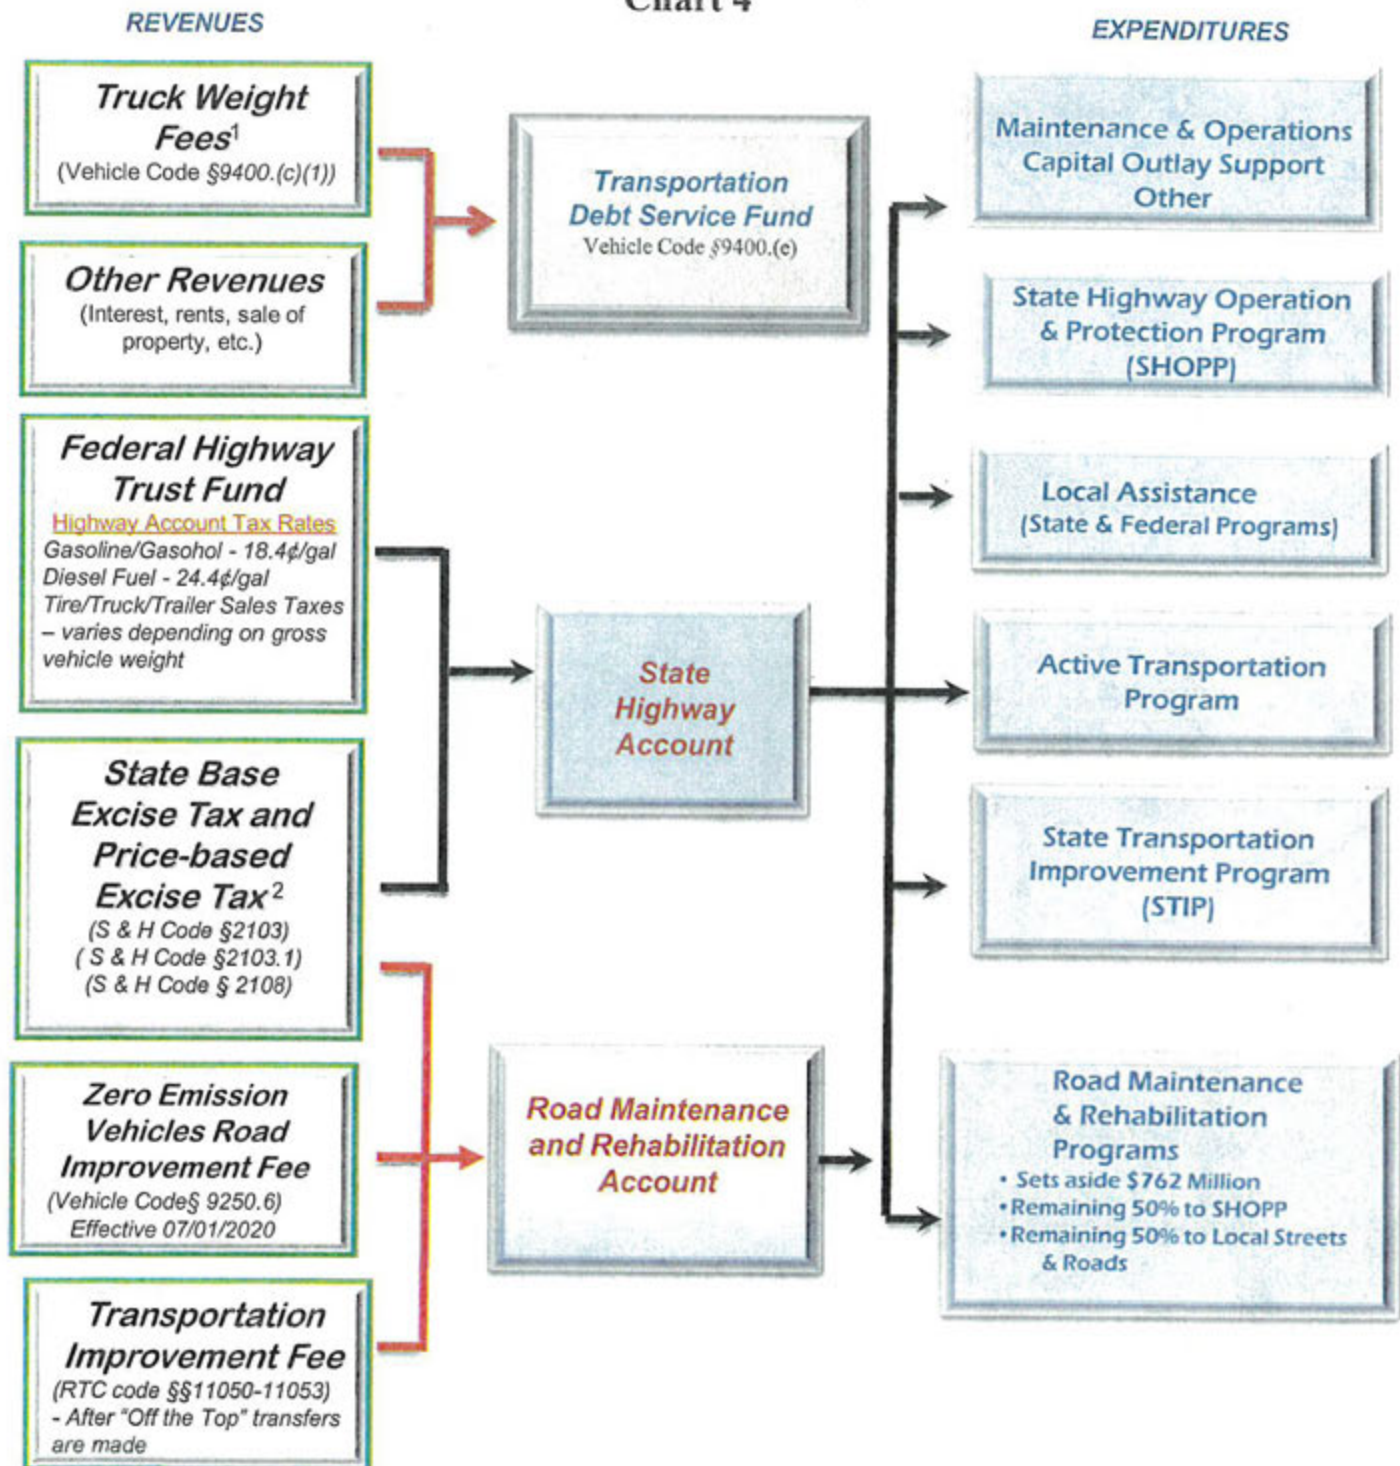 Chart 4
REVENUES
Truck Weight
Fees¹
(Vehicle Code §9400.(c)(1))
Other Revenues
(Interest, rents, sale of
property, etc.)
Federal Highway
Trust Fund
Highway Account Tax Rates
Gasoline/Gasohol - 18.4¢/gal
Diesel Fuel - 24.4¢/gal
Tire/Truck/Trailer Sales Taxes
– varies depending on gross
vehicle weight
State Base
Excise Tax and
Price-based
Excise Tax ²
(S & H Code §2103)
( S & H Code §2103.1)
(S & H Code § 2108)
Zero Emission
Vehicles Road
Improvement Fee
(Vehicle Code§ 9250.6)
Effective 07/01/2020
Transportation
Improvement Fee
(RTC code §§11050-11053)
- After "Off the Top" transfers
are made
Transportation
Debt Service Fund
Vehicle Code §9400.(e)
State
Highway
Account
Road Maintenance
and Rehabilitation
Account
EXPENDITURES
Maintenance & Operations
Capital Outlay Support
Other
State Highway Operation
& Protection Program
(SHOPP)
Local Assistance
(State & Federal Programs)
Active Transportation
Program
State Transportation
Improvement Program
(STIP)
Road Maintenance
& Rehabilitation
Programs
• Sets aside $762 Million
• Remaining 50% to SHOPP
• Remaining 50% to Local Streets
& Roads